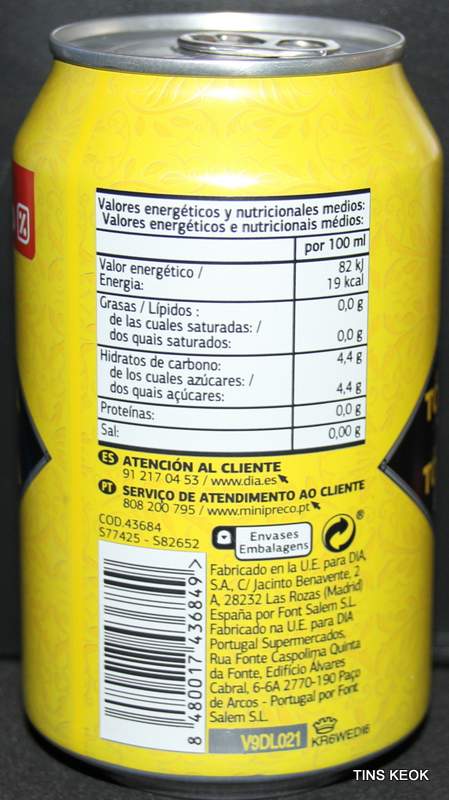 Valores energéticos y nutricionales medios:
Valores energéticos e nutricionais médios:
por 100 ml
Valor energético / 82 kJ
Energia: 19 kcal
Grasas / Lípidos : 0,0 g
de las cuales saturadas: /
dos quais saturados: 0,0 g
Hidratos de carbono: 4,4 g
de los cuales azúcares: /
dos quais açúcares: 4,4 g
Proteínas: 0,0 g
Sal: 0,00 g
ES ATENCIÓN AL CLIENTE
91 217 04 53 / www.dia.es
PT SERVIÇO DE ATENDIMENTO AO CLIENTE
808 200 795 / www.minipreco.pt
COD.43684
S77425 - S82652
Envases
Embalagens
®
Fabricado en la U.E. para DIA,
S.A., C/ Jacinto Benavente, 2
A, 28232 Las Rozas (Madrid)
España por Font Salem S.L.
Fabricado na U.E. para DIA
Portugal Supermercados,
Rua Fonte Caspolima Quinta
da Fonte, Edifício Álvares
Cabral, 6-6A 2770-190 Paço
de Arcos - Portugal por Font
Salem S.L.
8 480017 436849 >
V9DL021
KR6WEDI6
TINS KEOK